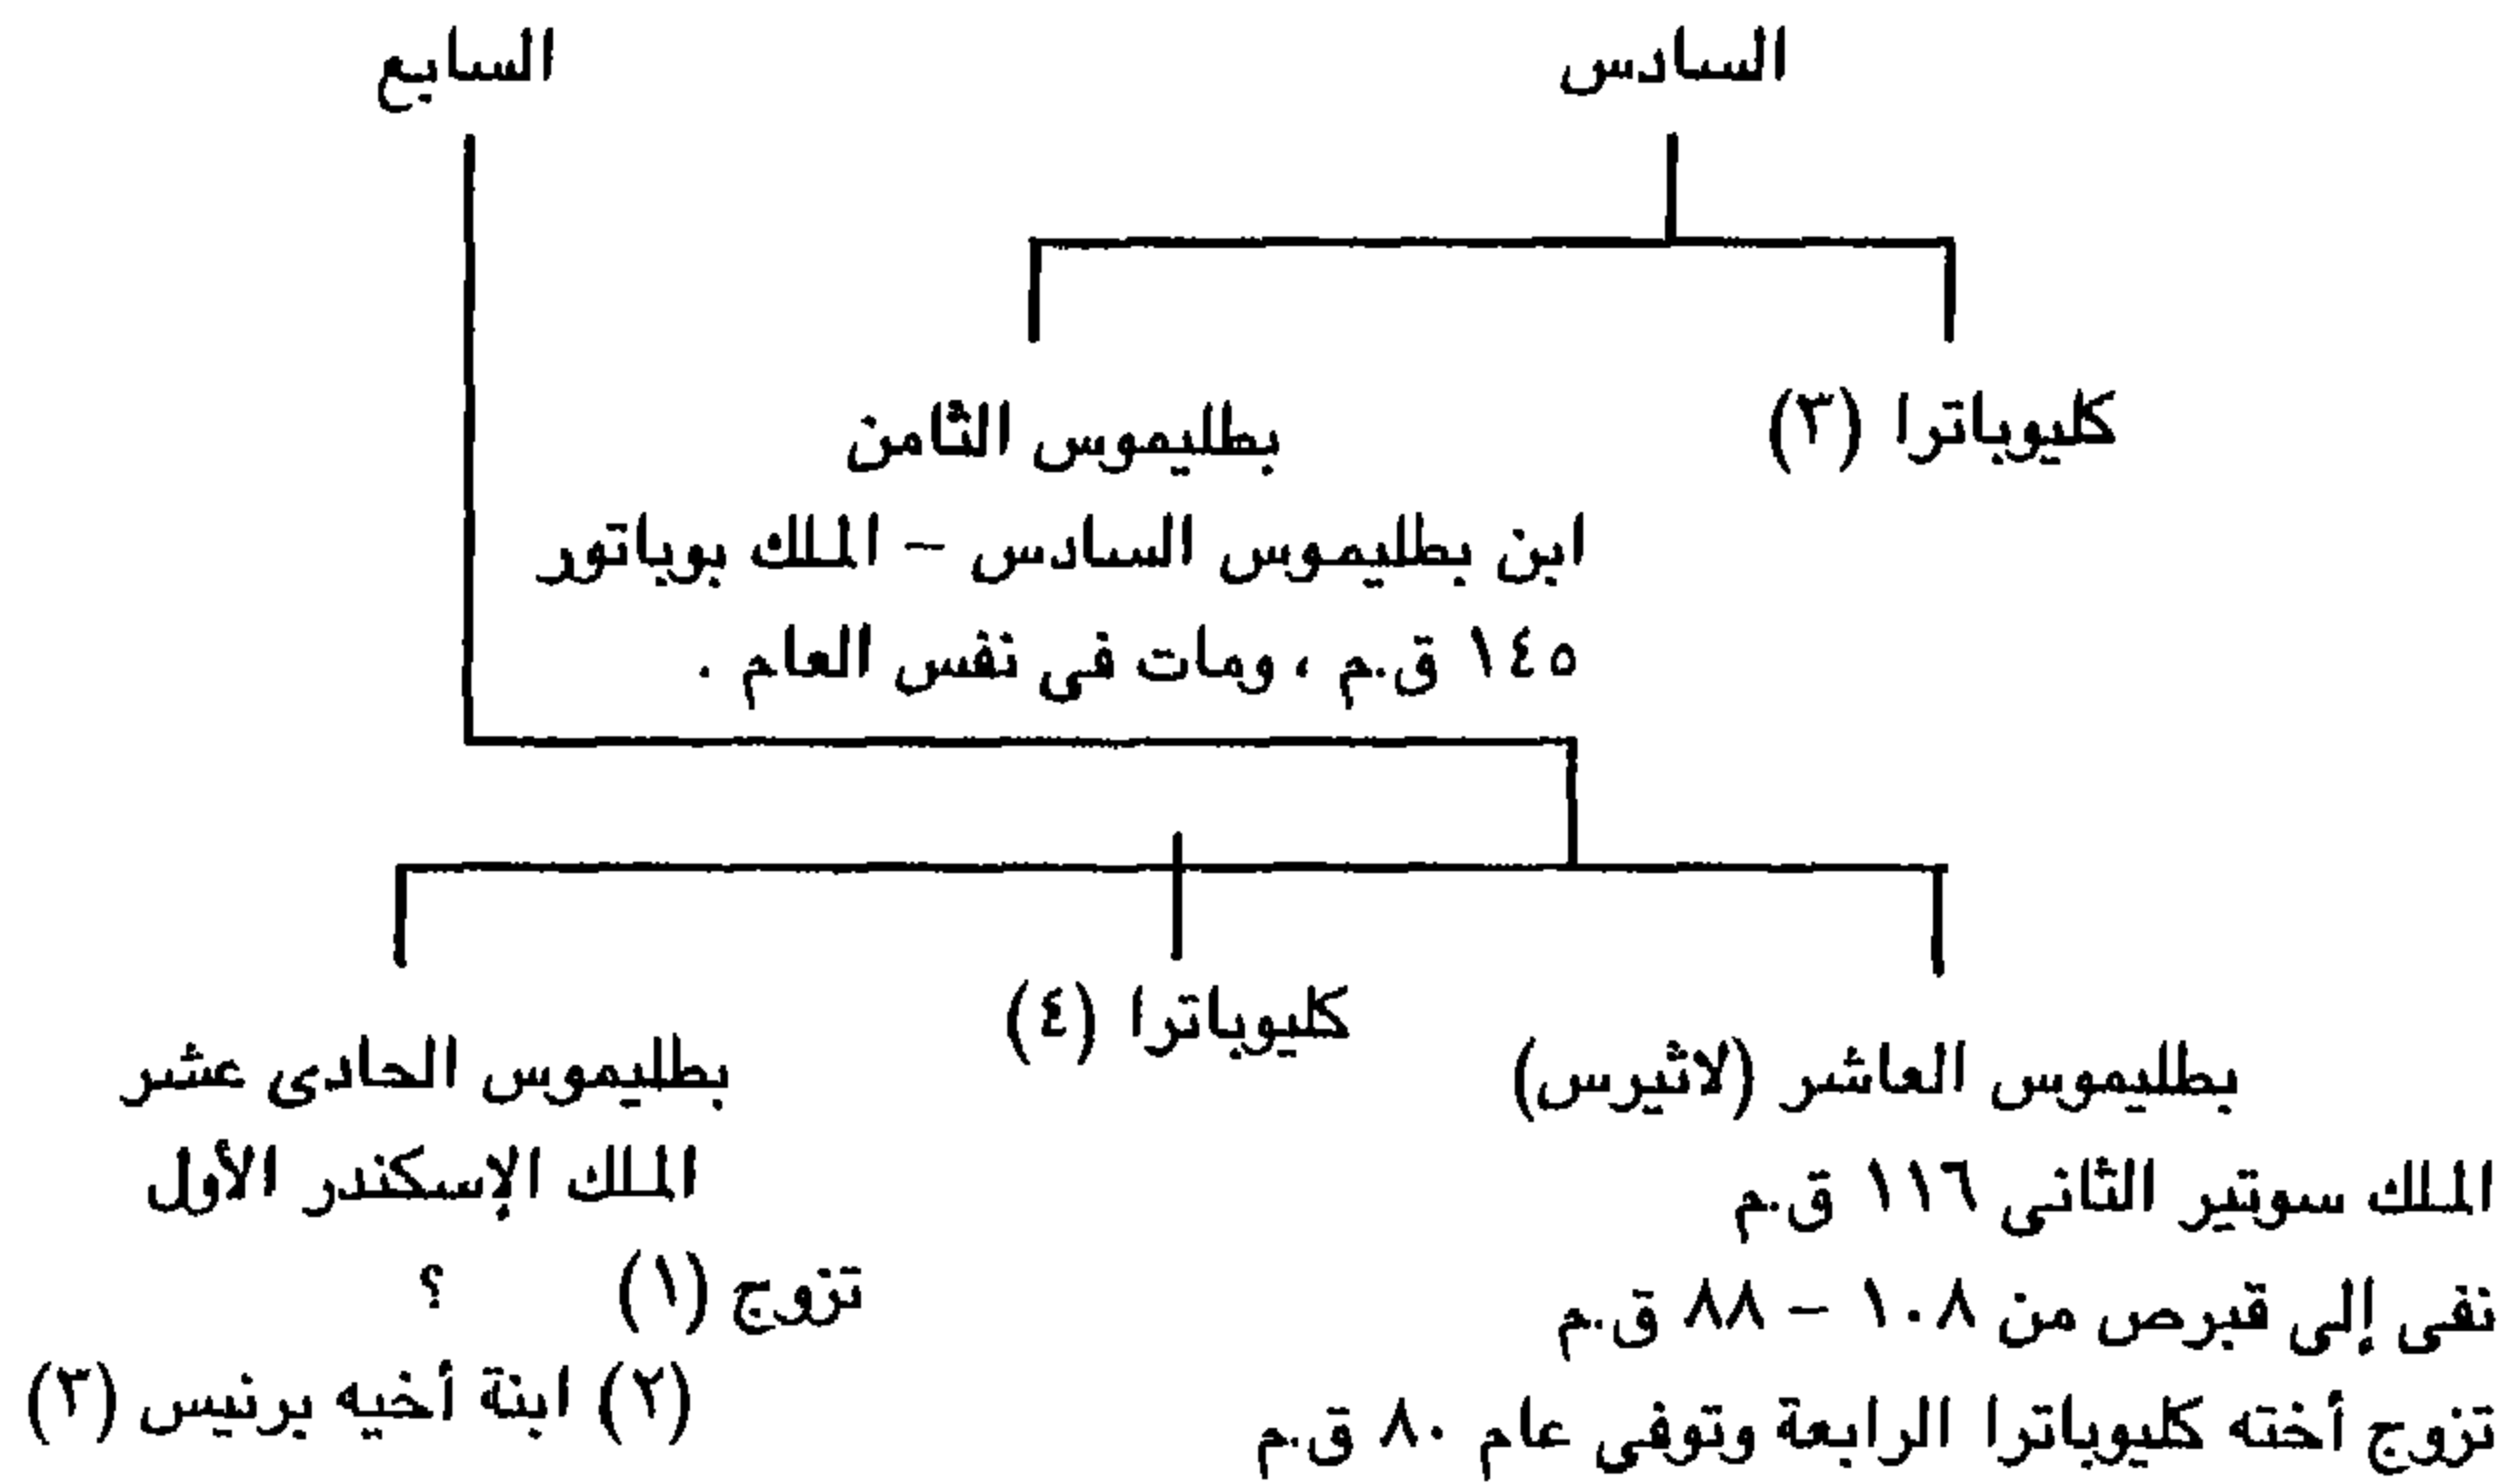 السادس
السابع
كليوباترا (٣)
بطليموس الثامن
ابن بطليموس السادس – الملك بوباتور
١٤٥ ق.م ، ومات فى نفس العام .
كليوباترا (٤)
بطليموس العاشر (لاثيرس)
الملك سوتير الثانى ١١٦ ق.م
نفى إلى قبرص من ١٠٨ – ٨٨ ق.م
تزوج أخته كليوباترا الرابعة وتوفى عام ٨٠ ق.م
بطليموس الحادى عشر
الملك الإسكندر الأول
تزوج (١) ؟
(٢) ابنة أخيه برنيس (٣)